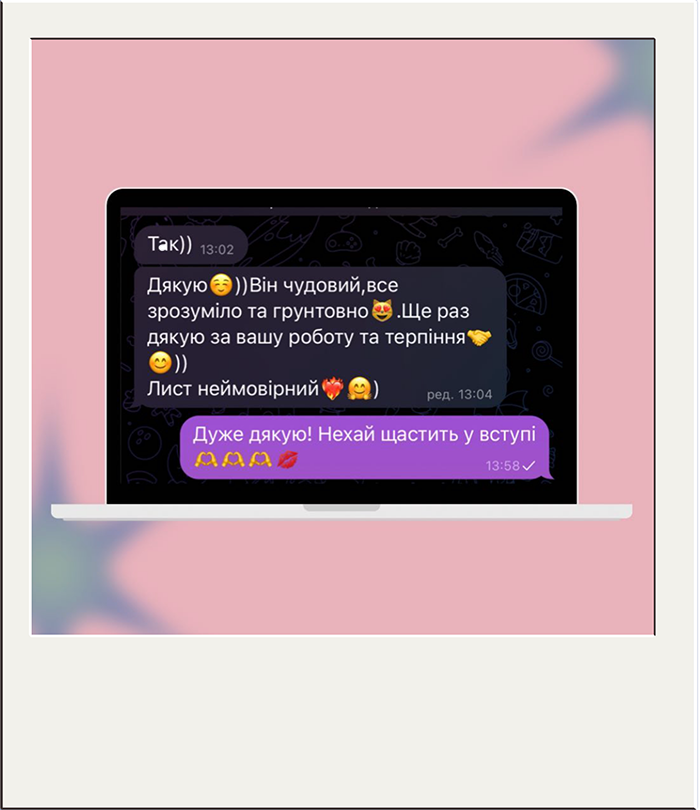 Так)) 13:02
Дякую☺️))Він чудовий,все
зрозуміло та грунтовно😻.Ще раз
дякую за вашу роботу та терпіння🤝
😊))
Лист неймовірний❤️‍🔥🤗) ред. 13:04
Дуже дякую! Нехай щастить у вступі
🫶🫶🫶💋 13:58